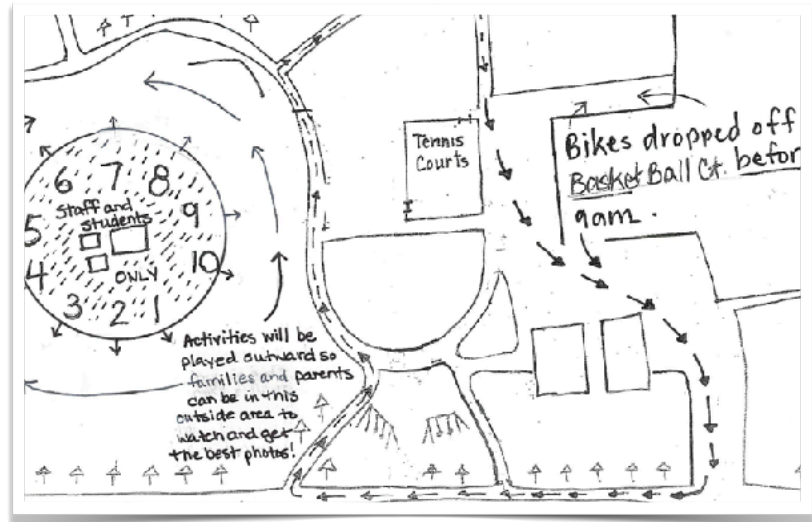 6 7 8
Staff and
students
5 9
4 10
ONLY
3 2 1
Activities will be
played outward so
families and parents
can be in this
outside area to
watch and get
the best photos!
Tennis
Courts
Bikes dropped off
BasketBall Ct. befor
9am.